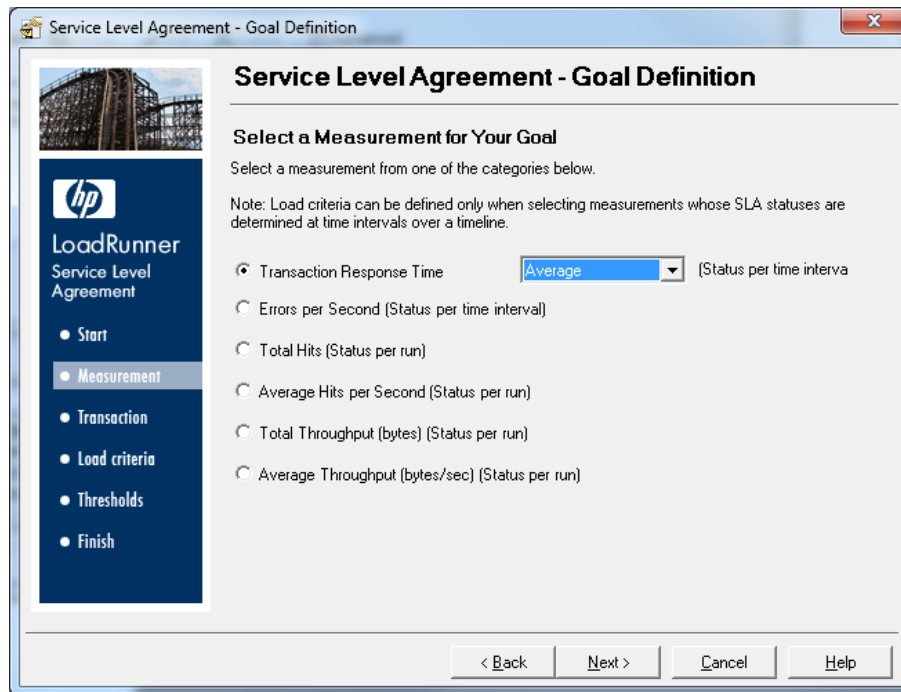 Service Level Agreement - Goal Definition
Service Level Agreement - Goal Definition
Select a Measurement for Your Goal
Select a measurement from one of the categories below.
Note: Load criteria can be defined only when selecting measurements whose SLA statuses are
determined at time intervals over a timeline.
hp
LoadRunner
Service Level
Agreement
Start
Measurement
Transaction
Load criteria
Thresholds
Finish
Transaction Response Time Average (Status per time interva
Errors per Second (Status per time interval)
Total Hits (Status per run)
Average Hits per Second (Status per run)
Total Throughput (bytes) (Status per run)
Average Throughput (bytes/sec) (Status per run)
< Back Next > Cancel Help